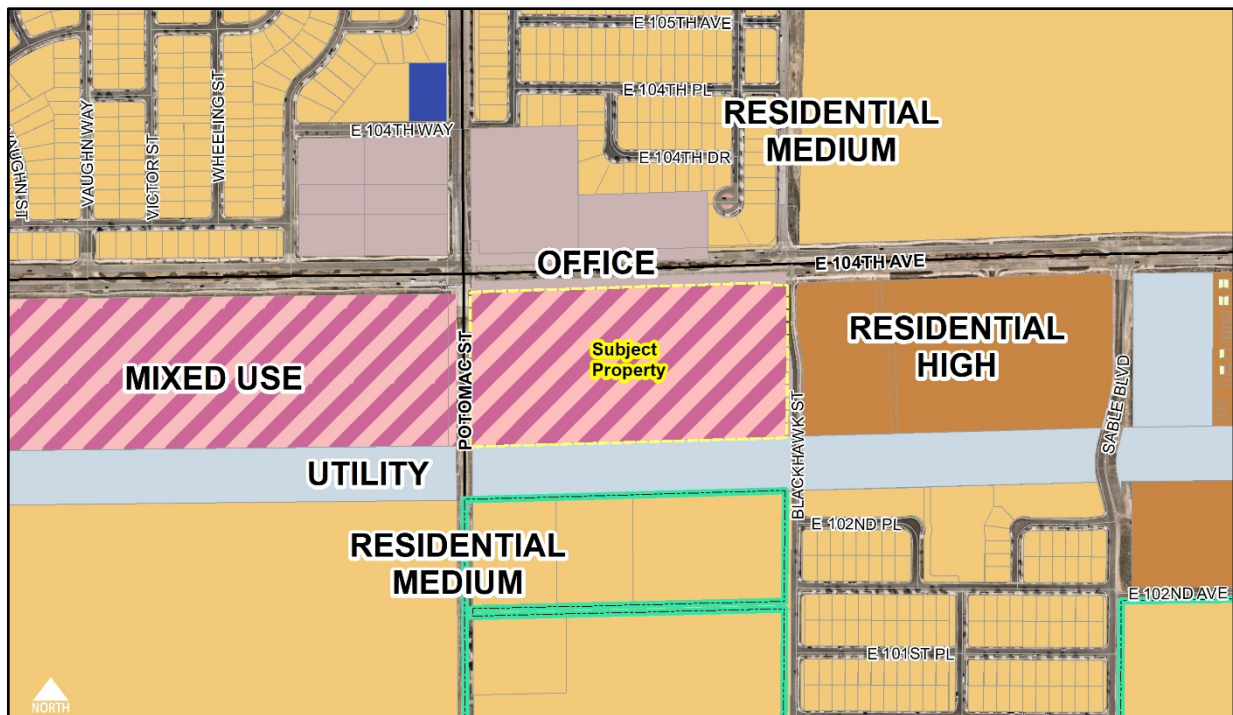 E 105TH AVE
E 104TH PL
RESIDENTIAL
MEDIUM
E 104TH WAY
E 104TH DR
VAUGHN ST
VAUGHN WAY
VICTOR ST
WHEELING ST
OFFICE
E 104TH AVE
MIXED USE
POTOMAC ST
Subject
Property
BLACKHAWK ST
RESIDENTIAL
HIGH
SABLE BLVD
UTILITY
RESIDENTIAL
MEDIUM
E 102ND PL
E 102ND AVE
E 101ST PL
NORTH